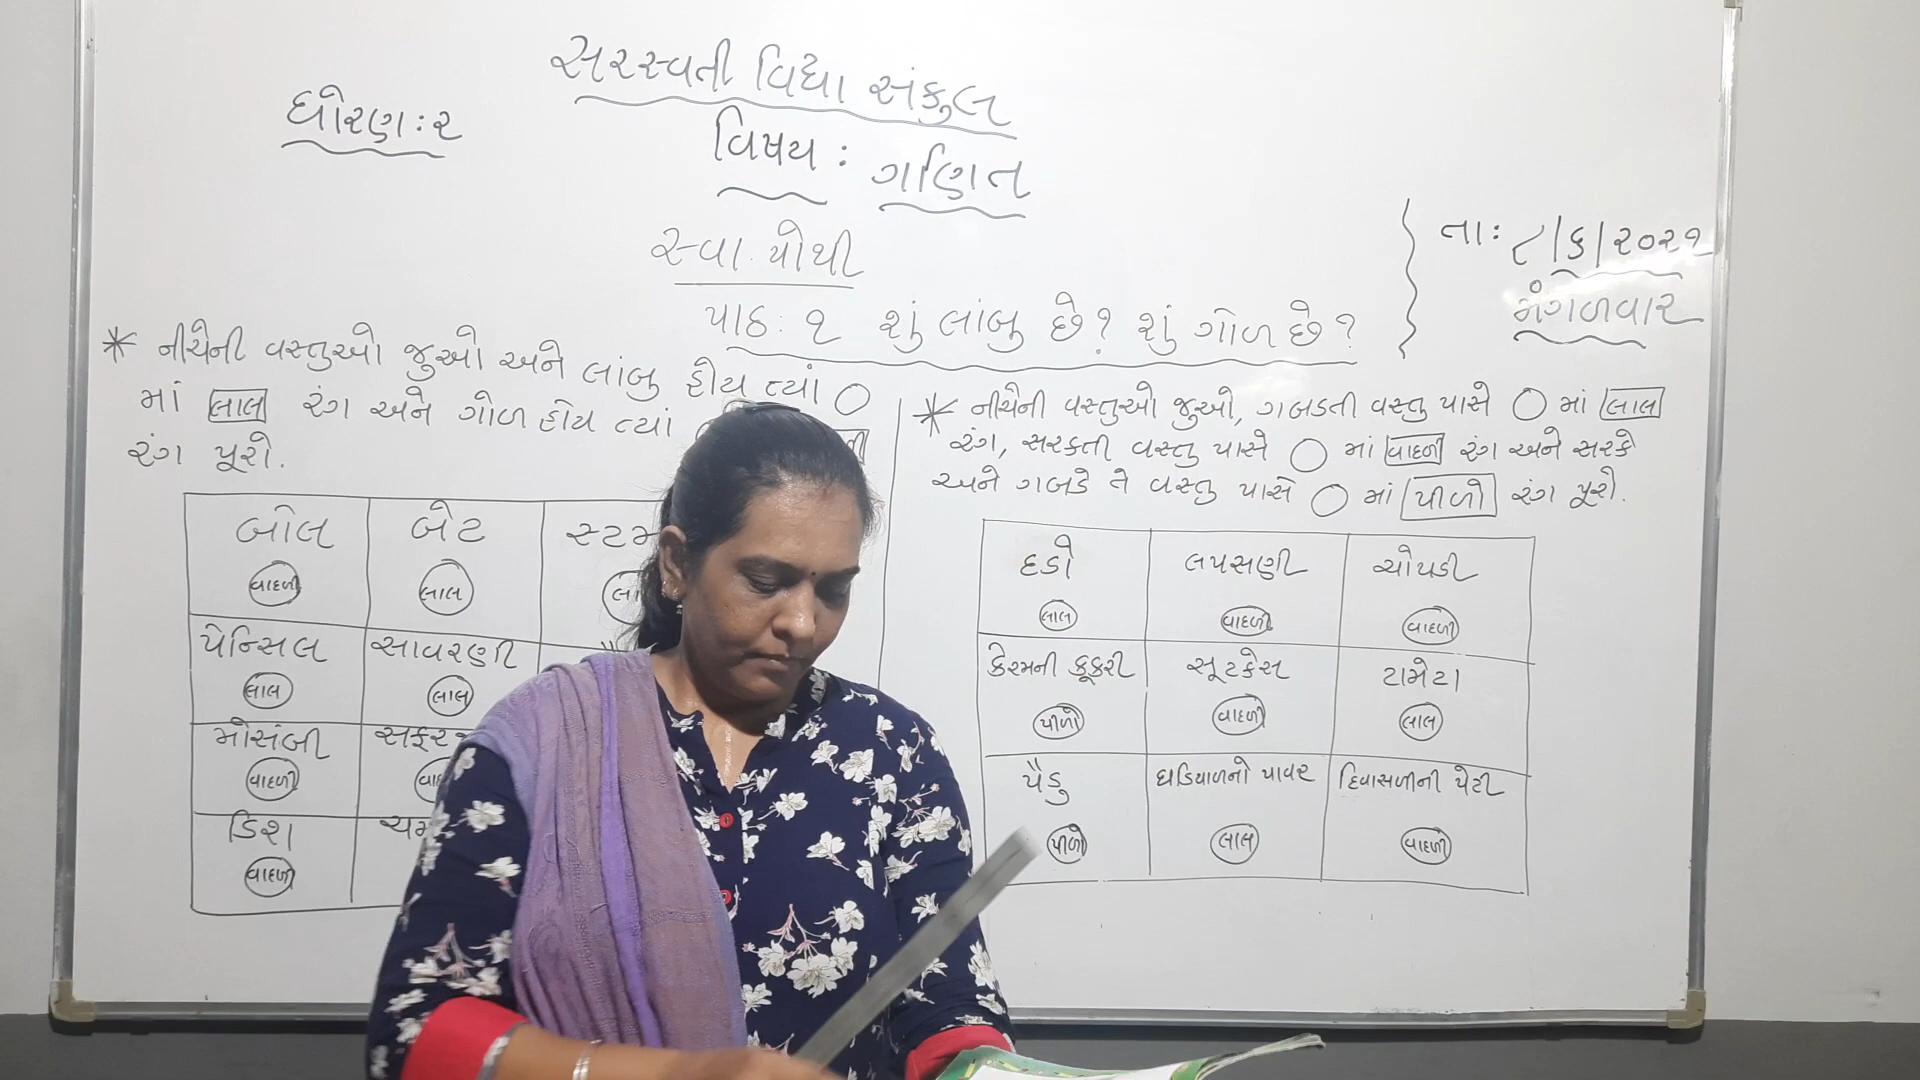 સરસ્વતી વિદ્યા સંકુલ
ધોરણ : ૨
વિષય : ગણિત
સ્વા. પોથી
તા: ૮/૬/૨૦૨૧
મંગળવાર
પાઠ : ૧ શું લાંબુ છે? શું ગોળ છે?
* નીચેની વસ્તુઓ જુઓ અને લાંબુ હોય ત્યાં ○
માં લાલ રંગ અને ગોળ હોય ત્યાં
રંગ પૂરો.
બોલ બેટ
વાદળી લાલ
પેન્સિલ સાવરણી
લાલ લાલ
મોસંબી
વાદળી
ડિશ
વાદળી
* નીચેની વસ્તુઓ જુઓ, ગબડતી વસ્તુ પાસે ○ માં લાલ
રંગ, સરકતી વસ્તુ પાસે ○ માં વાદળી રંગ અને સરકે
અને ગબડે તે વસ્તુ પાસે ○ માં પીળો રંગ પૂરો.
દડો લપસણી ચોપડી
લાલ વાદળી વાદળી
કેરમની કૂકરી સૂટકેસ ટામેટા
પીળો વાદળી લાલ
પૈડુ ઘડિયાળનો પાવર દિવાસળીની પેટી
પીળો લાલ વાદળી